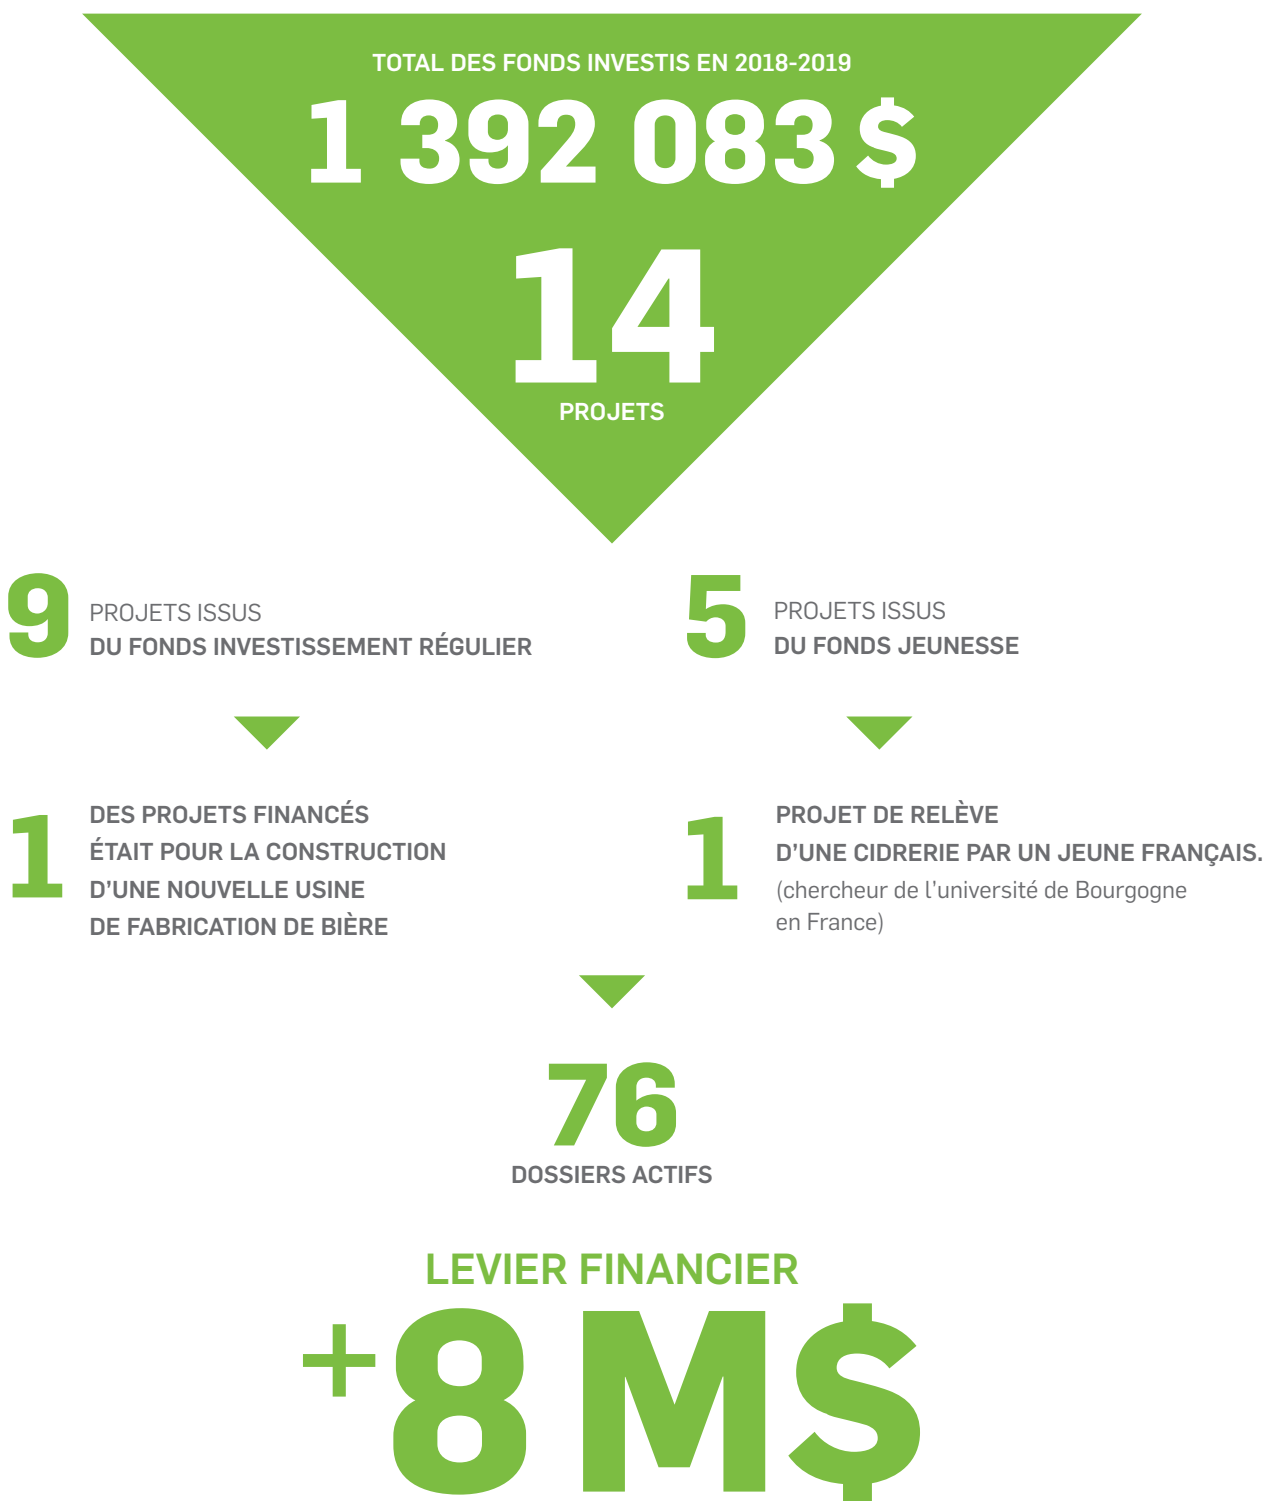 TOTAL DES FONDS INVESTIS EN 2018-2019
1 392 083 $
14
PROJETS
9
PROJETS ISSUS
DU FONDS INVESTISSEMENT RÉGULIER
5
PROJETS ISSUS
DU FONDS JEUNESSE
1
DES PROJETS FINANCÉS
ÉTAIT POUR LA CONSTRUCTION
D'UNE NOUVELLE USINE
DE FABRICATION DE BIÈRE
1
PROJET DE RELÈVE
D'UNE CIDRERIE PAR UN JEUNE FRANÇAIS.
(chercheur de l'université de Bourgogne
en France)
76
DOSSIERS ACTIFS
LEVIER FINANCIER
+8 M$